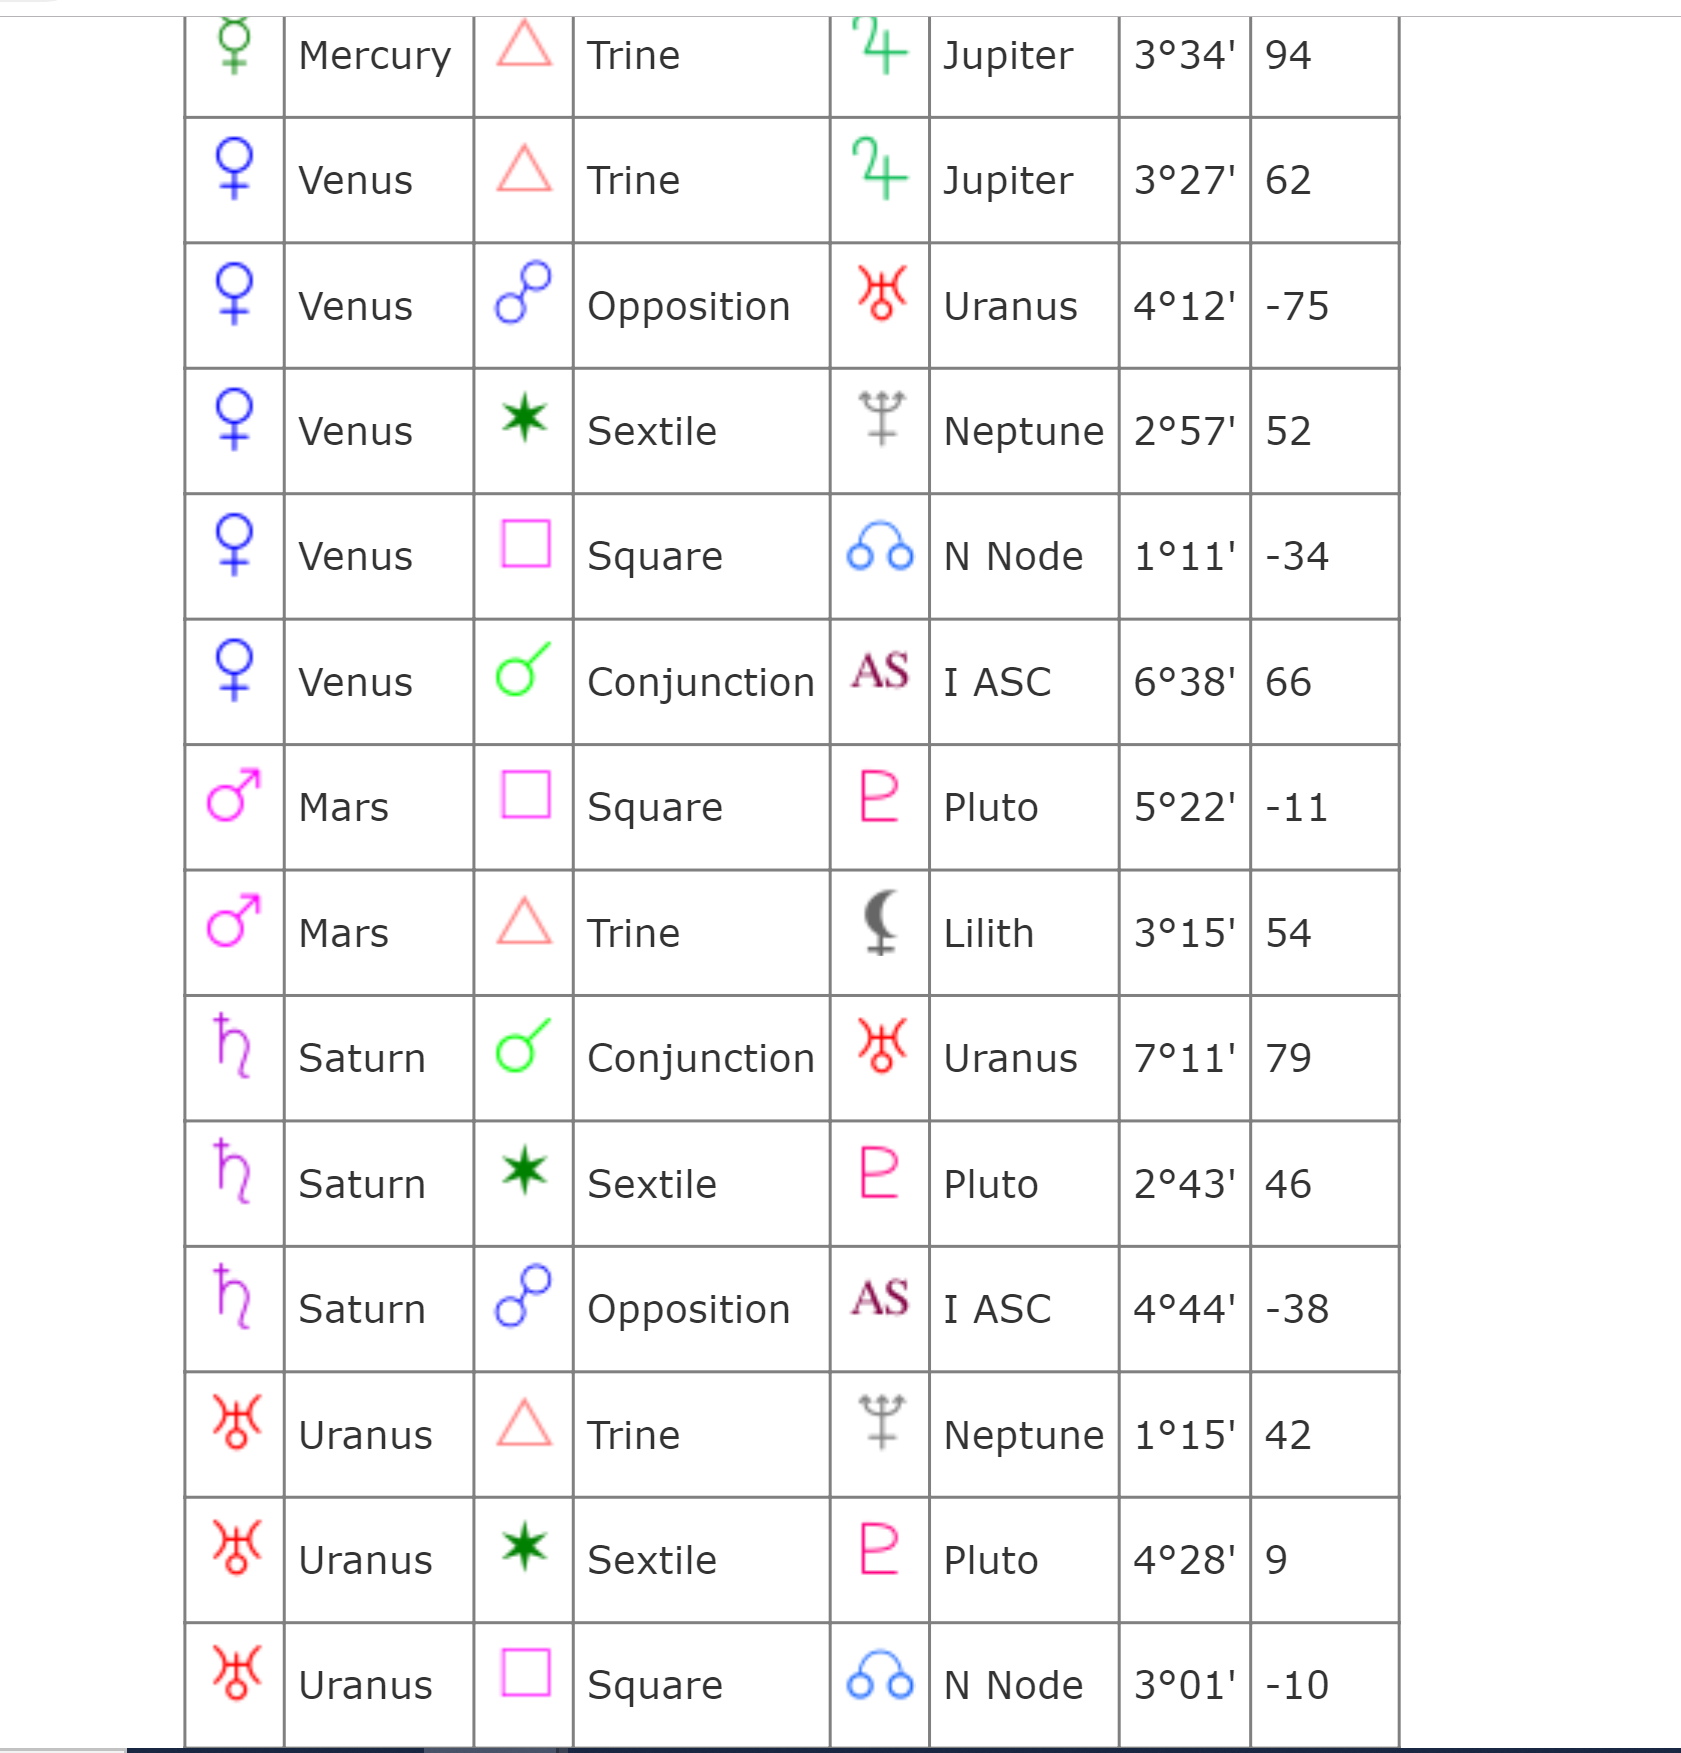 Mercury Trine Jupiter 3°34' 94
Venus Trine Jupiter 3°27' 62
Venus Opposition Uranus 4°12' -75
Venus Sextile Neptune 2°57' 52
Venus Square N Node 1°11' -34
Venus Conjunction AS I ASC 6°38' 66
Mars Square Pluto 5°22' -11
Mars Trine Lilith 3°15' 54
Saturn Conjunction Uranus 7°11' 79
Saturn Sextile Pluto 2°43' 46
Saturn Opposition AS I ASC 4°44' -38
Uranus Trine Neptune 1°15' 42
Uranus Sextile Pluto 4°28' 9
Uranus Square N Node 3°01' -10